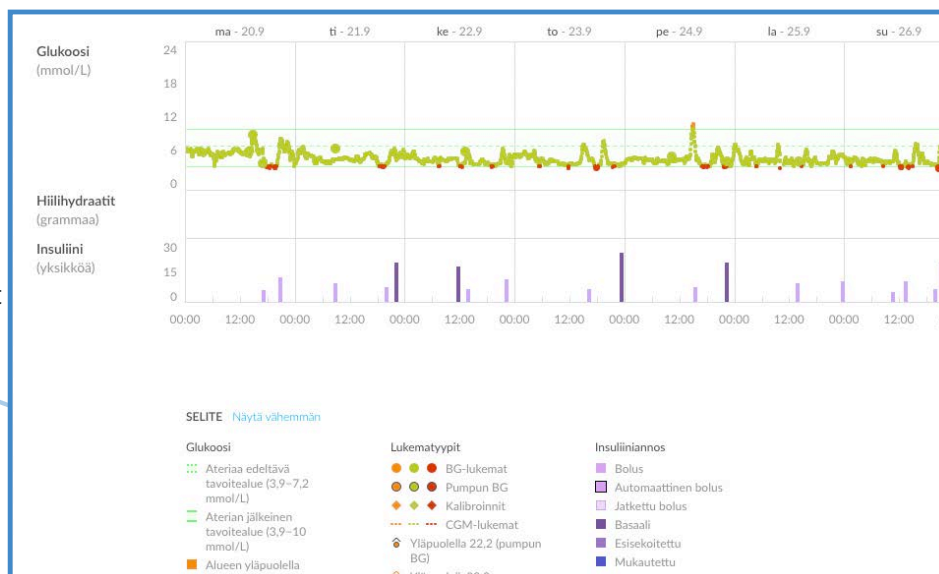 ma - 20.9 ti - 21.9 ke - 22.9 to - 23.9 pe - 24.9 la - 25.9 su - 26.9
Glukoosi
(mmol/L)
24
18
12
6
0
Hiilihydraatit
(grammaa)
Insuliini
(yksikköä)
30
15
0
00:00 12:00 00:00 12:00 00:00 12:00 00:00 12:00 00:00 12:00 00:00 12:00 00:00 12:00
SELITE Näytä vähemmän
Glukoosi
Ateriaa edeltävä
tavoitealue (3,9–7,2
mmol/L)
Aterian jälkeinen
tavoitealue (3,9–10
mmol/L)
Alueen yläpuolella
Lukematyypit
BG-lukemat
Pumpun BG
Kalibroinnit
CGM-lukemat
Yläpuolella 22,2 (pumpun
BG)
Insuliiniannos
Bolus
Automaattinen bolus
Jatkettu bolus
Basaali
Esisekoitettu
Mukautettu